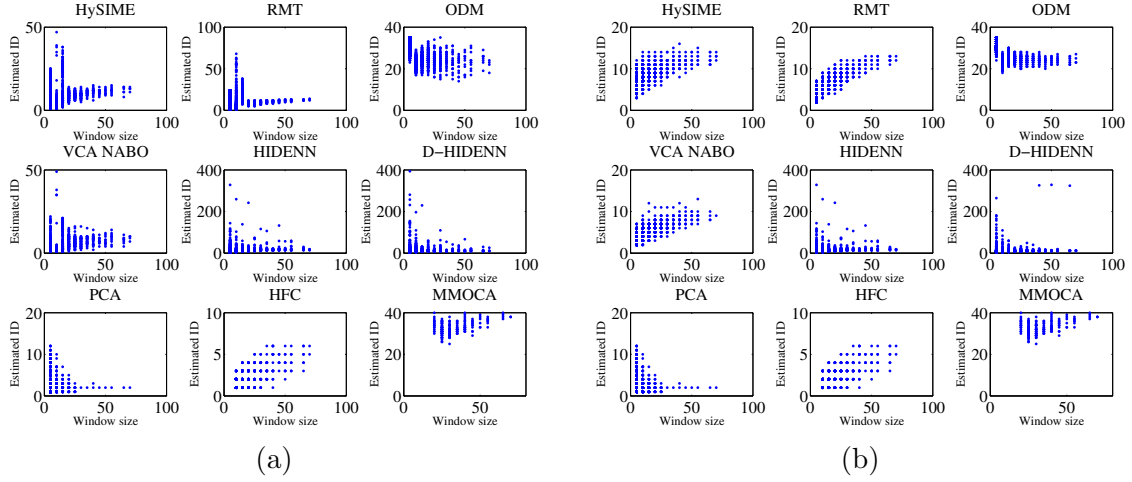 HySIME RMT ODM HySIME RMT ODM
50 100 40 20 20 40
Estimated ID Estimated ID Estimated ID Estimated ID Estimated ID Estimated ID
50 30 10 10 30
0 0 20 0 0 20
0 50 100 0 50 100 0 50 100 0 50 100 0 50 100 0 50 100
Window size Window size Window size Window size Window size Window size
VCA NABO HIDENN D-HIDENN VCA NABO HIDENN D-HIDENN
50 400 400 20 400 400
Estimated ID Estimated ID Estimated ID Estimated ID Estimated ID Estimated ID
200 200 10 200 200
0 0 0 0 0 0
0 50 100 0 50 100 0 50 100 0 50 100 0 50 100 0 50 100
Window size Window size Window size Window size Window size Window size
PCA HFC MMOCA PCA HFC MMOCA
20 10 40 20 10 40
Estimated ID Estimated ID Estimated ID Estimated ID Estimated ID Estimated ID
10 5 20 10 5 20
0 0 0 0 0 0
0 50 100 0 50 100 50 0 50 100 0 50 100 50
Window size Window size Window size Window size Window size Window size
(a) (b)